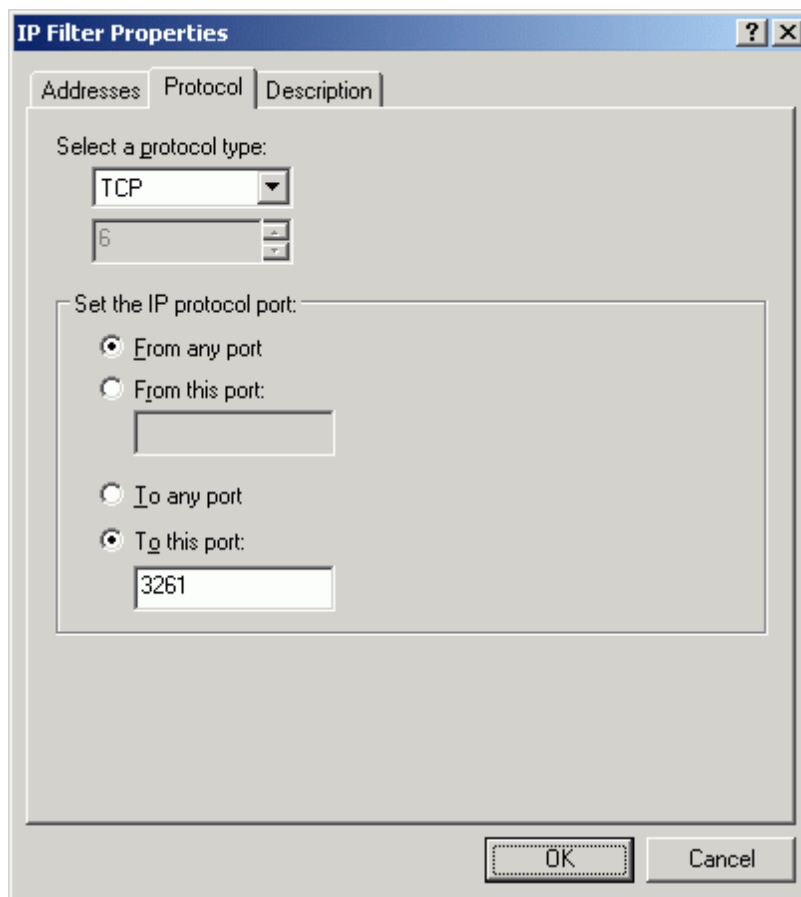 IP Filter Properties
Addresses Protocol Description
Select a protocol type:
TCP
6
Set the IP protocol port:
From any port
From this port:
To any port
To this port:
3261
OK Cancel